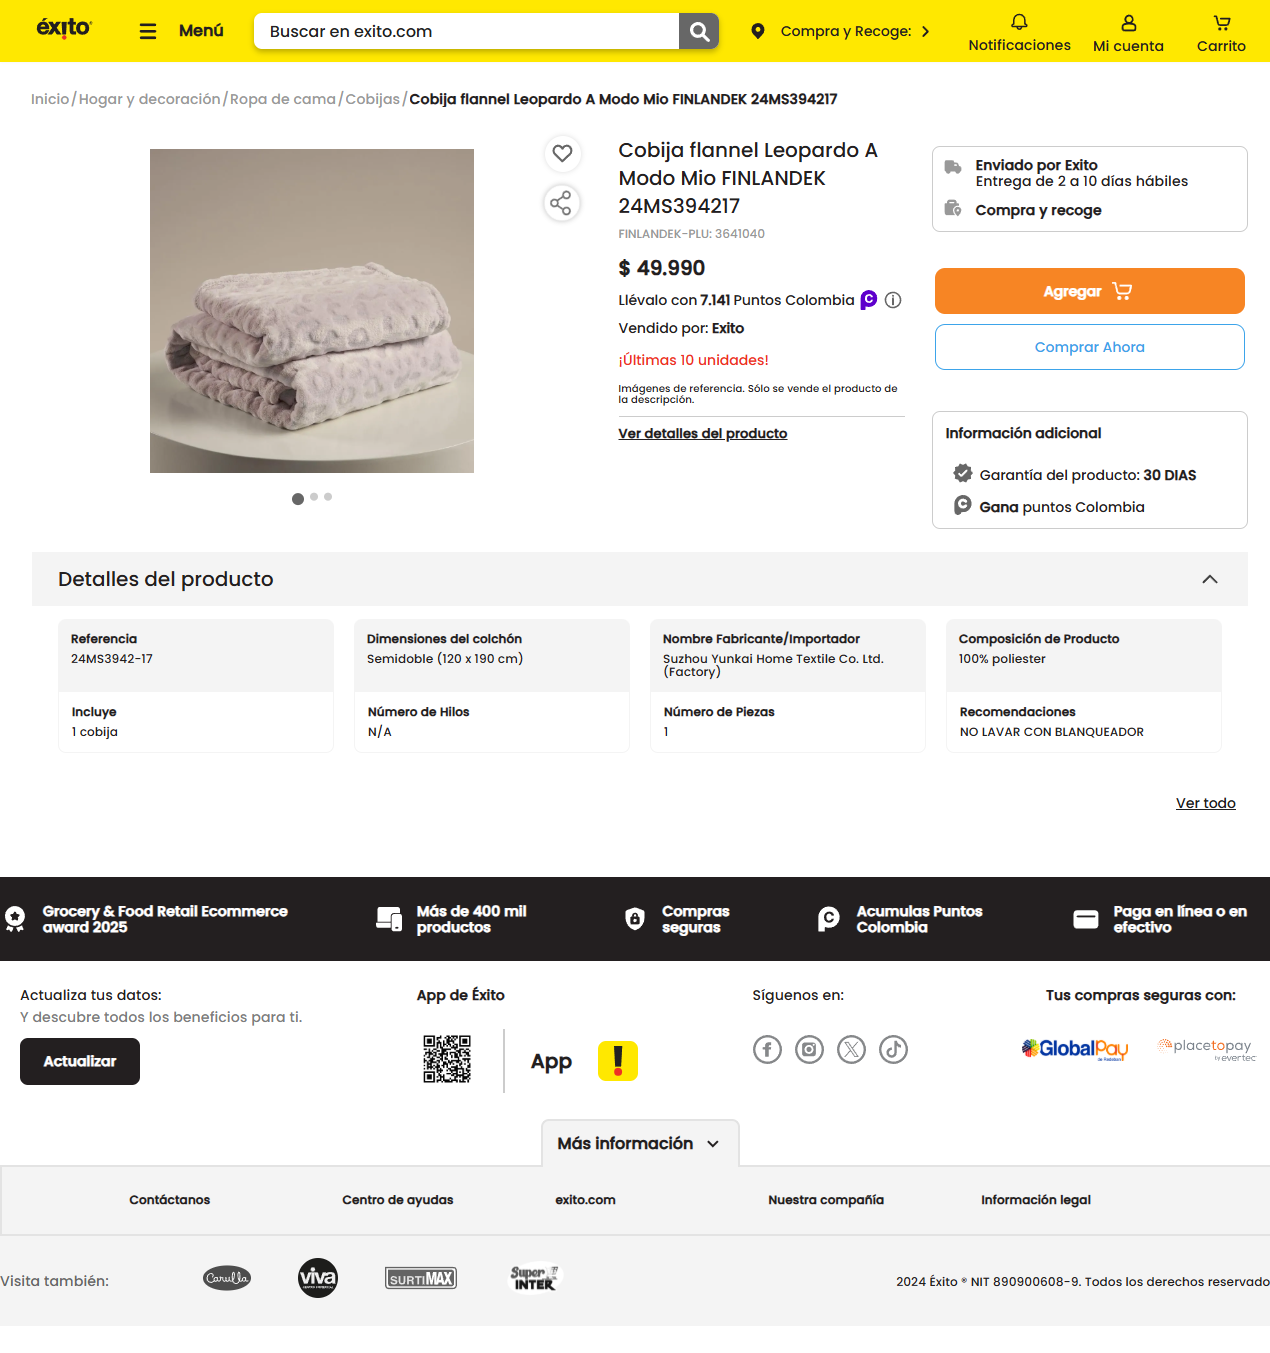 éxito
Menú
Buscar en exito.com
Compra y Recoge:
Notificaciones
Mi cuenta
Carrito
Inicio/Hogar y decoración/Ropa de cama/Cobijas/Cobija flannel Leopardo A Modo Mio FINLANDEK 24MS394217
Cobija flannel Leopardo A
Modo Mio FINLANDEK
24MS394217
FINLANDEK-PLU: 3641040
$ 49.990
Llévalo con 7.141 Puntos Colombia
Vendido por: Exito
¡Últimas 10 unidades!
Imágenes de referencia. Sólo se vende el producto de
la descripción.
Ver detalles del producto
Enviado por Exito
Entrega de 2 a 10 días hábiles
Compra y recoge
Agregar
Comprar Ahora
Información adicional
Garantía del producto: 30 DIAS
Gana puntos Colombia
Detalles del producto
Referencia
24MS3942-17
Dimensiones del colchón
Semidoble (120 x 190 cm)
Nombre Fabricante/Importador
Suzhou Yunkai Home Textile Co. Ltd.
(Factory)
Composición de Producto
100% poliester
Incluye
1 cobija
Número de Hilos
N/A
Número de Piezas
1
Recomendaciones
NO LAVAR CON BLANQUEADOR
Ver todo
Grocery & Food Retail Ecommerce
award 2025
Más de 400 mil
productos
Compras
seguras
Acumulas Puntos
Colombia
Paga en línea o en
efectivo
Actualiza tus datos:
Y descubre todos los beneficios para ti.
Actualizar
App de Éxito
App
Síguenos en:
Tus compras seguras con:
GlobalPay
placetopay
by evertec
Más información
Contáctanos
Centro de ayudas
exito.com
Nuestra compañía
Información legal
Visita también:
Carulla
viva
SURTIMAX
Super
INTER
2024 Éxito ® NIT 890900608-9. Todos los derechos reservado